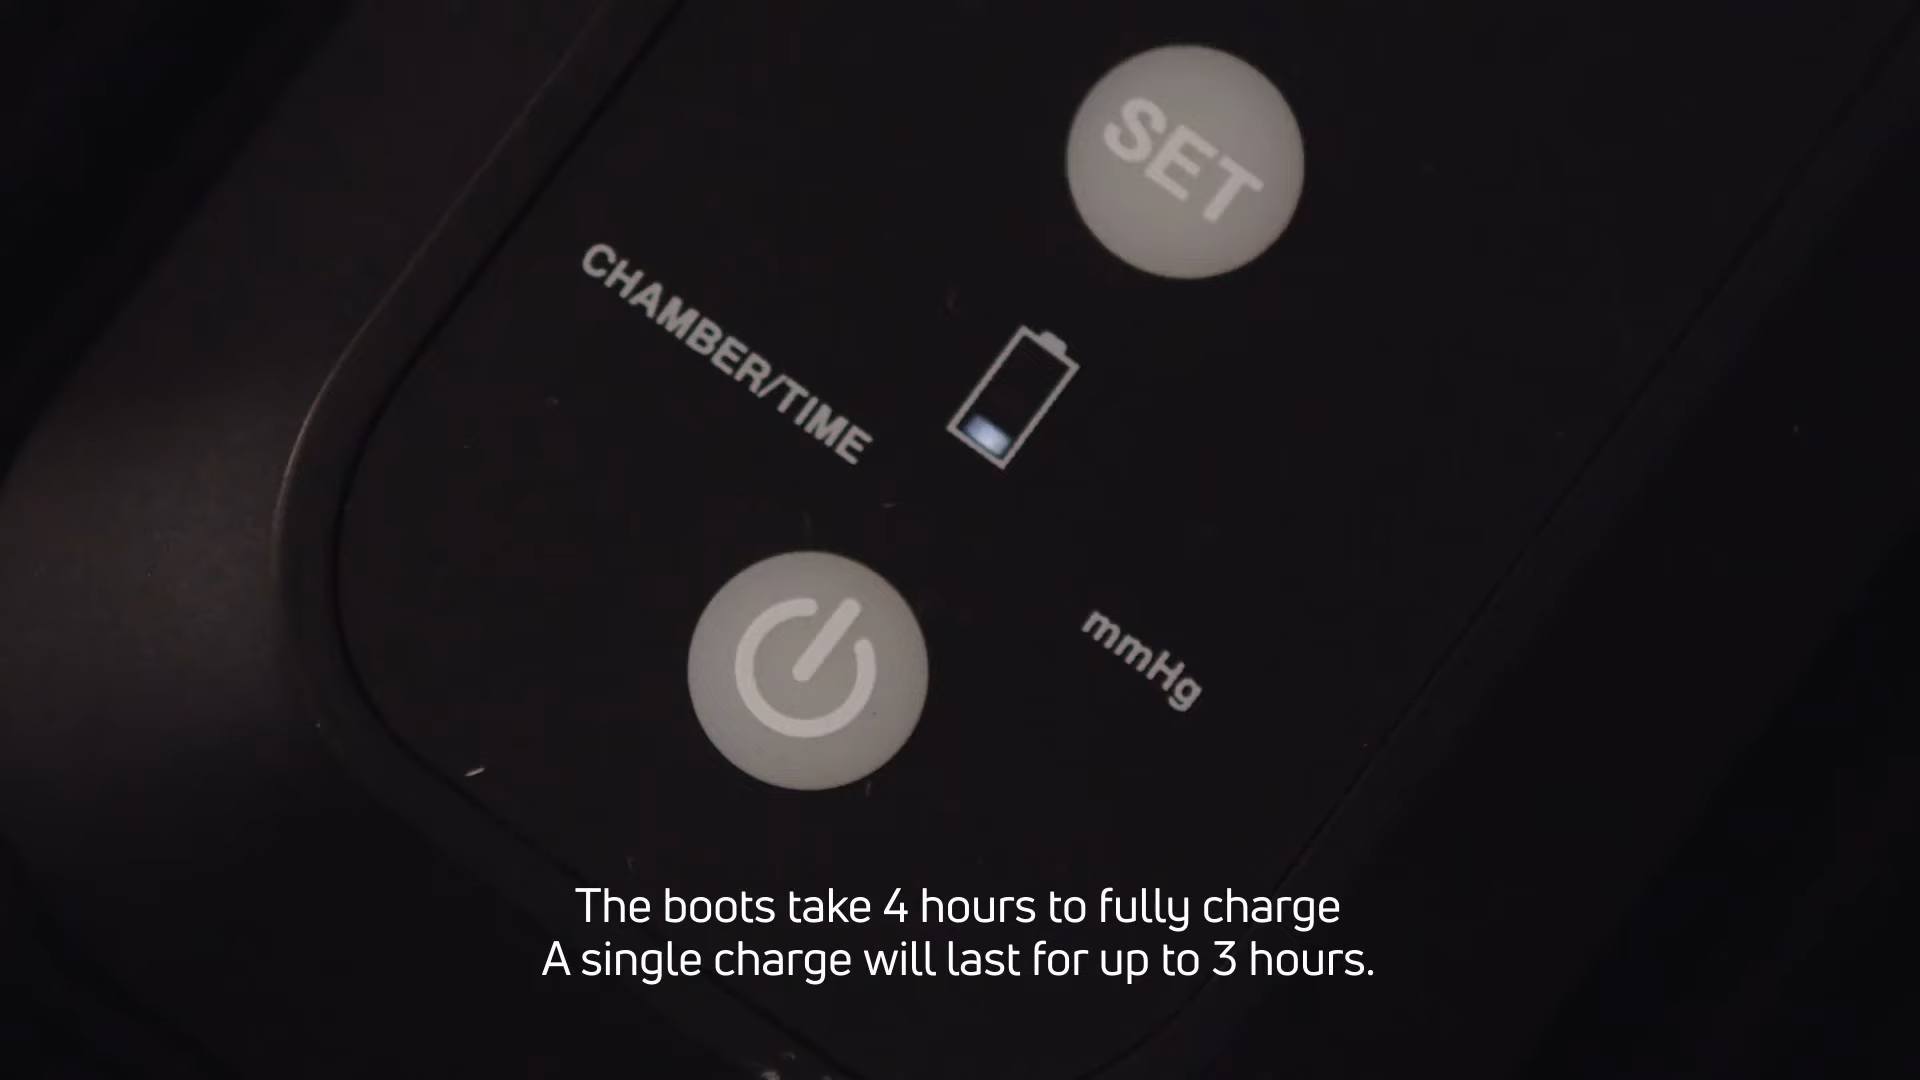 SET
CHAMBER/TIME
mmHg
The boots take 4 hours to fully charge
A single charge will last for up to 3 hours.